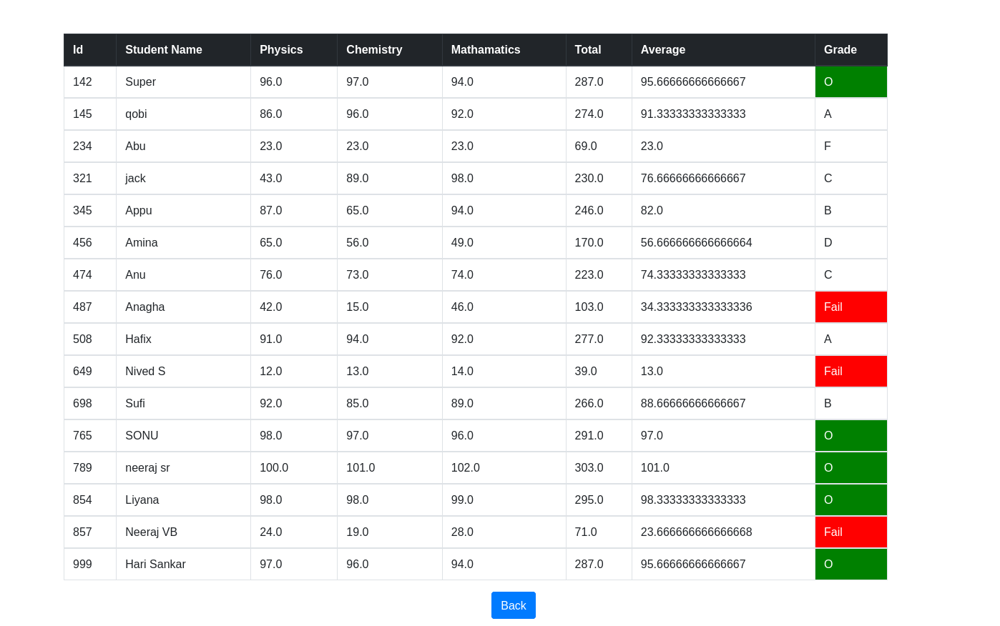 Id Student Name Physics Chemistry Mathamatics Total Average Grade
142 Super 96.0 97.0 94.0 287.0 95.66666666666667 O
145 qobi 86.0 96.0 92.0 274.0 91.33333333333333 A
234 Abu 23.0 23.0 23.0 69.0 23.0 F
321 jack 43.0 89.0 98.0 230.0 76.66666666666667 C
345 Appu 87.0 65.0 94.0 246.0 82.0 B
456 Amina 65.0 56.0 49.0 170.0 56.666666666666664 D
474 Anu 76.0 73.0 74.0 223.0 74.33333333333333 C
487 Anagha 42.0 15.0 46.0 103.0 34.333333333333336 Fail
508 Hafix 91.0 94.0 92.0 277.0 92.33333333333333 A
649 Nived S 12.0 13.0 14.0 39.0 13.0 Fail
698 Sufi 92.0 85.0 89.0 266.0 88.66666666666667 B
765 SONU 98.0 97.0 96.0 291.0 97.0 O
789 neeraj sr 100.0 101.0 102.0 303.0 101.0 O
854 Liyana 98.0 98.0 99.0 295.0 98.33333333333333 O
857 Neeraj VB 24.0 19.0 28.0 71.0 23.666666666666668 Fail
999 Hari Sankar 97.0 96.0 94.0 287.0 95.66666666666667 O
Back